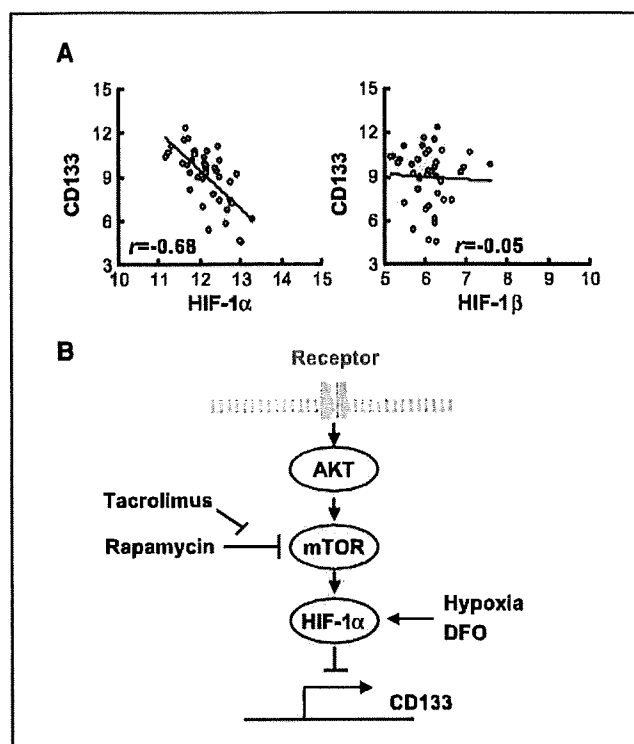 A
CD133
15
12
9
6
3
r=-0.68
10 11 12 13 14 15
HIF-1α
CD133
15
12
9
6
3
r=-0.05
5 6 7 8 9 10
HIF-1β
B
Receptor
AKT
Tacrolimus
Rapamycin
mTOR
HIF-1α
Hypoxia
DFO
CD133